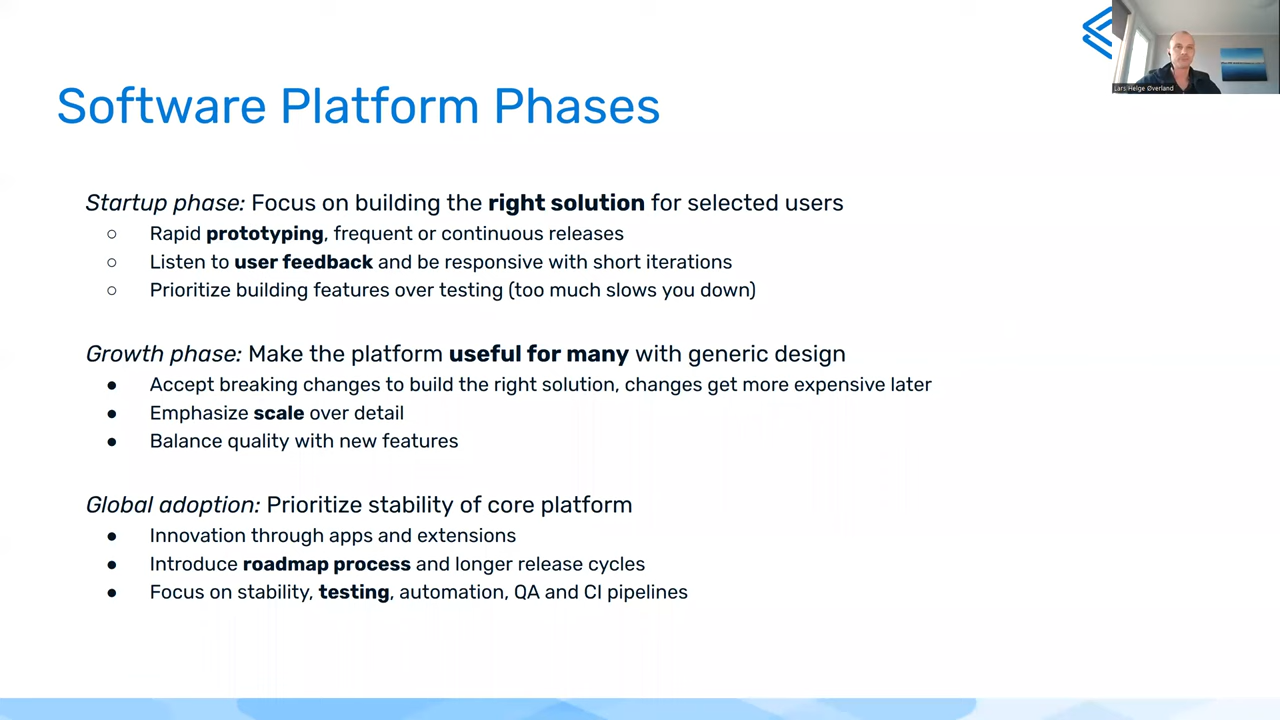 Software Platform Phases
Lars Helge Øverland
Startup phase: Focus on building the right solution for selected users
○ Rapid prototyping, frequent or continuous releases
○ Listen to user feedback and be responsive with short iterations
○ Prioritize building features over testing (too much slows you down)
Growth phase: Make the platform useful for many with generic design
● Accept breaking changes to build the right solution, changes get more expensive later
● Emphasize scale over detail
● Balance quality with new features
Global adoption: Prioritize stability of core platform
● Innovation through apps and extensions
● Introduce roadmap process and longer release cycles
● Focus on stability, testing, automation, QA and CI pipelines